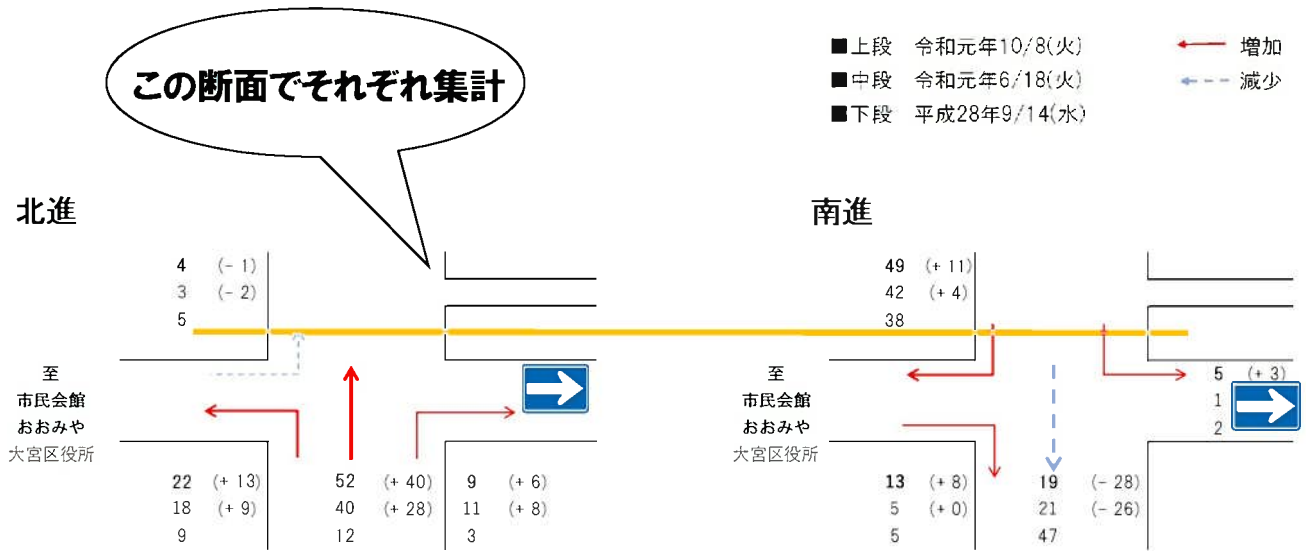 この断面でそれぞれ集計
■上段 令和元年10/8(火)
■中段 令和元年6/18(火)
■下段 平成28年9/14(水)
増加
減少
北進
4 (- 1)
3 (- 2)
5
至
市民会館
おおみや
大宮区役所
22 (+ 13)
18 (+ 9)
9
52 (+ 40)
40 (+ 28)
12
9 (+ 6)
11 (+ 8)
3
南進
49 (+ 11)
42 (+ 4)
38
至
市民会館
おおみや
大宮区役所
5 (+ 3)
1
2
13 (+ 8)
5 (+ 0)
5
19 (- 28)
21 (- 26)
47